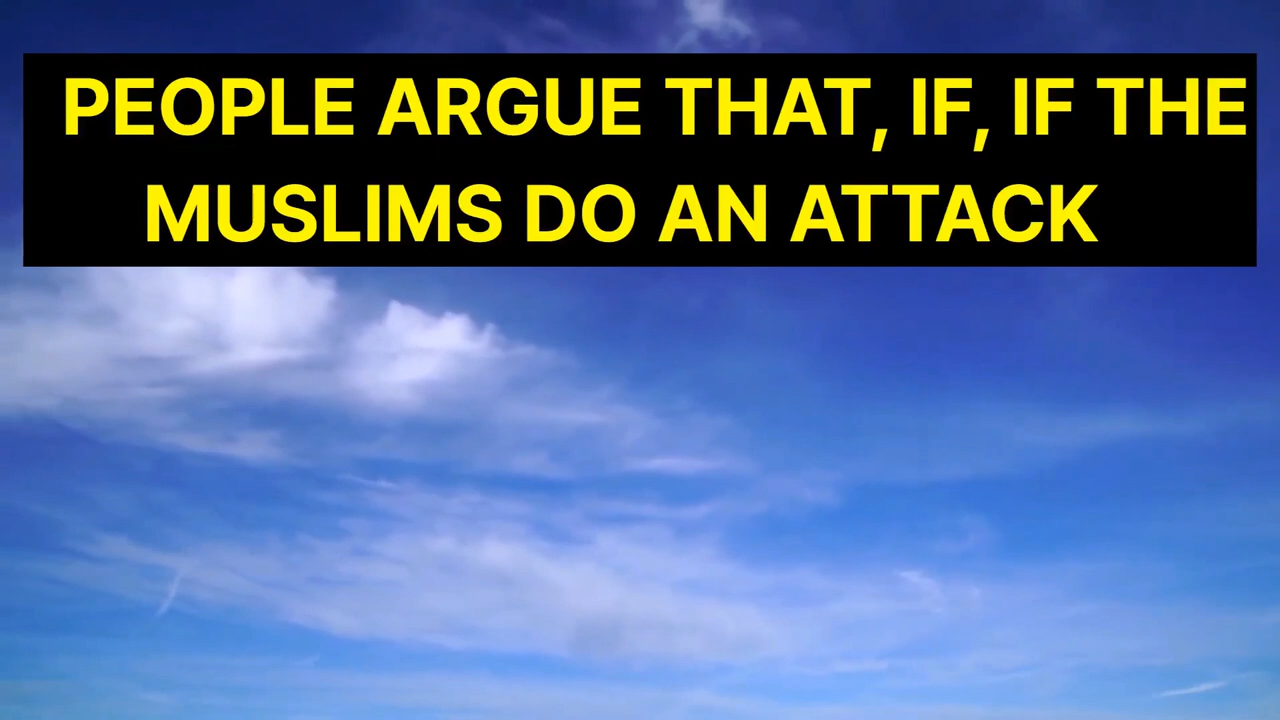 PEOPLE ARGUE THAT, IF, IF THE
MUSLIMS DO AN ATTACK